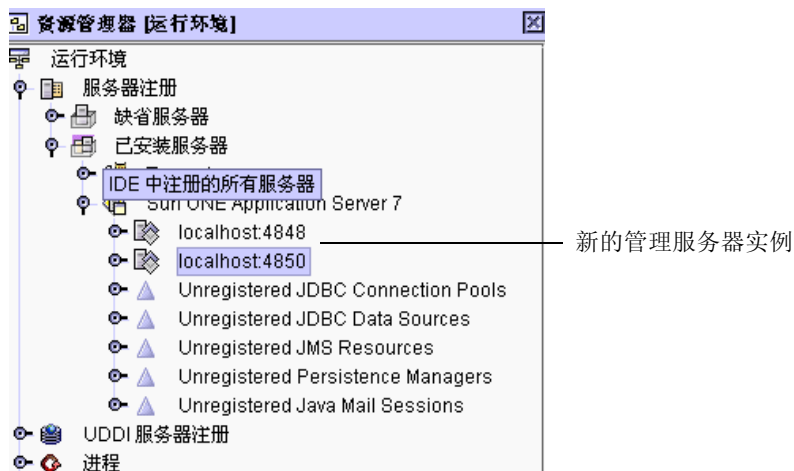 资源管理器 [运行环境]
运行环境
服务器注册
缺省服务器
已安装服务器
IDE 中注册的所有服务器
Sun ONE Application Server 7
localhost:4848
新的管理服务器实例
localhost:4850
Unregistered JDBC Connection Pools
Unregistered JDBC Data Sources
Unregistered JMS Resources
Unregistered Persistence Managers
Unregistered Java Mail Sessions
UDDI 服务器注册
进程